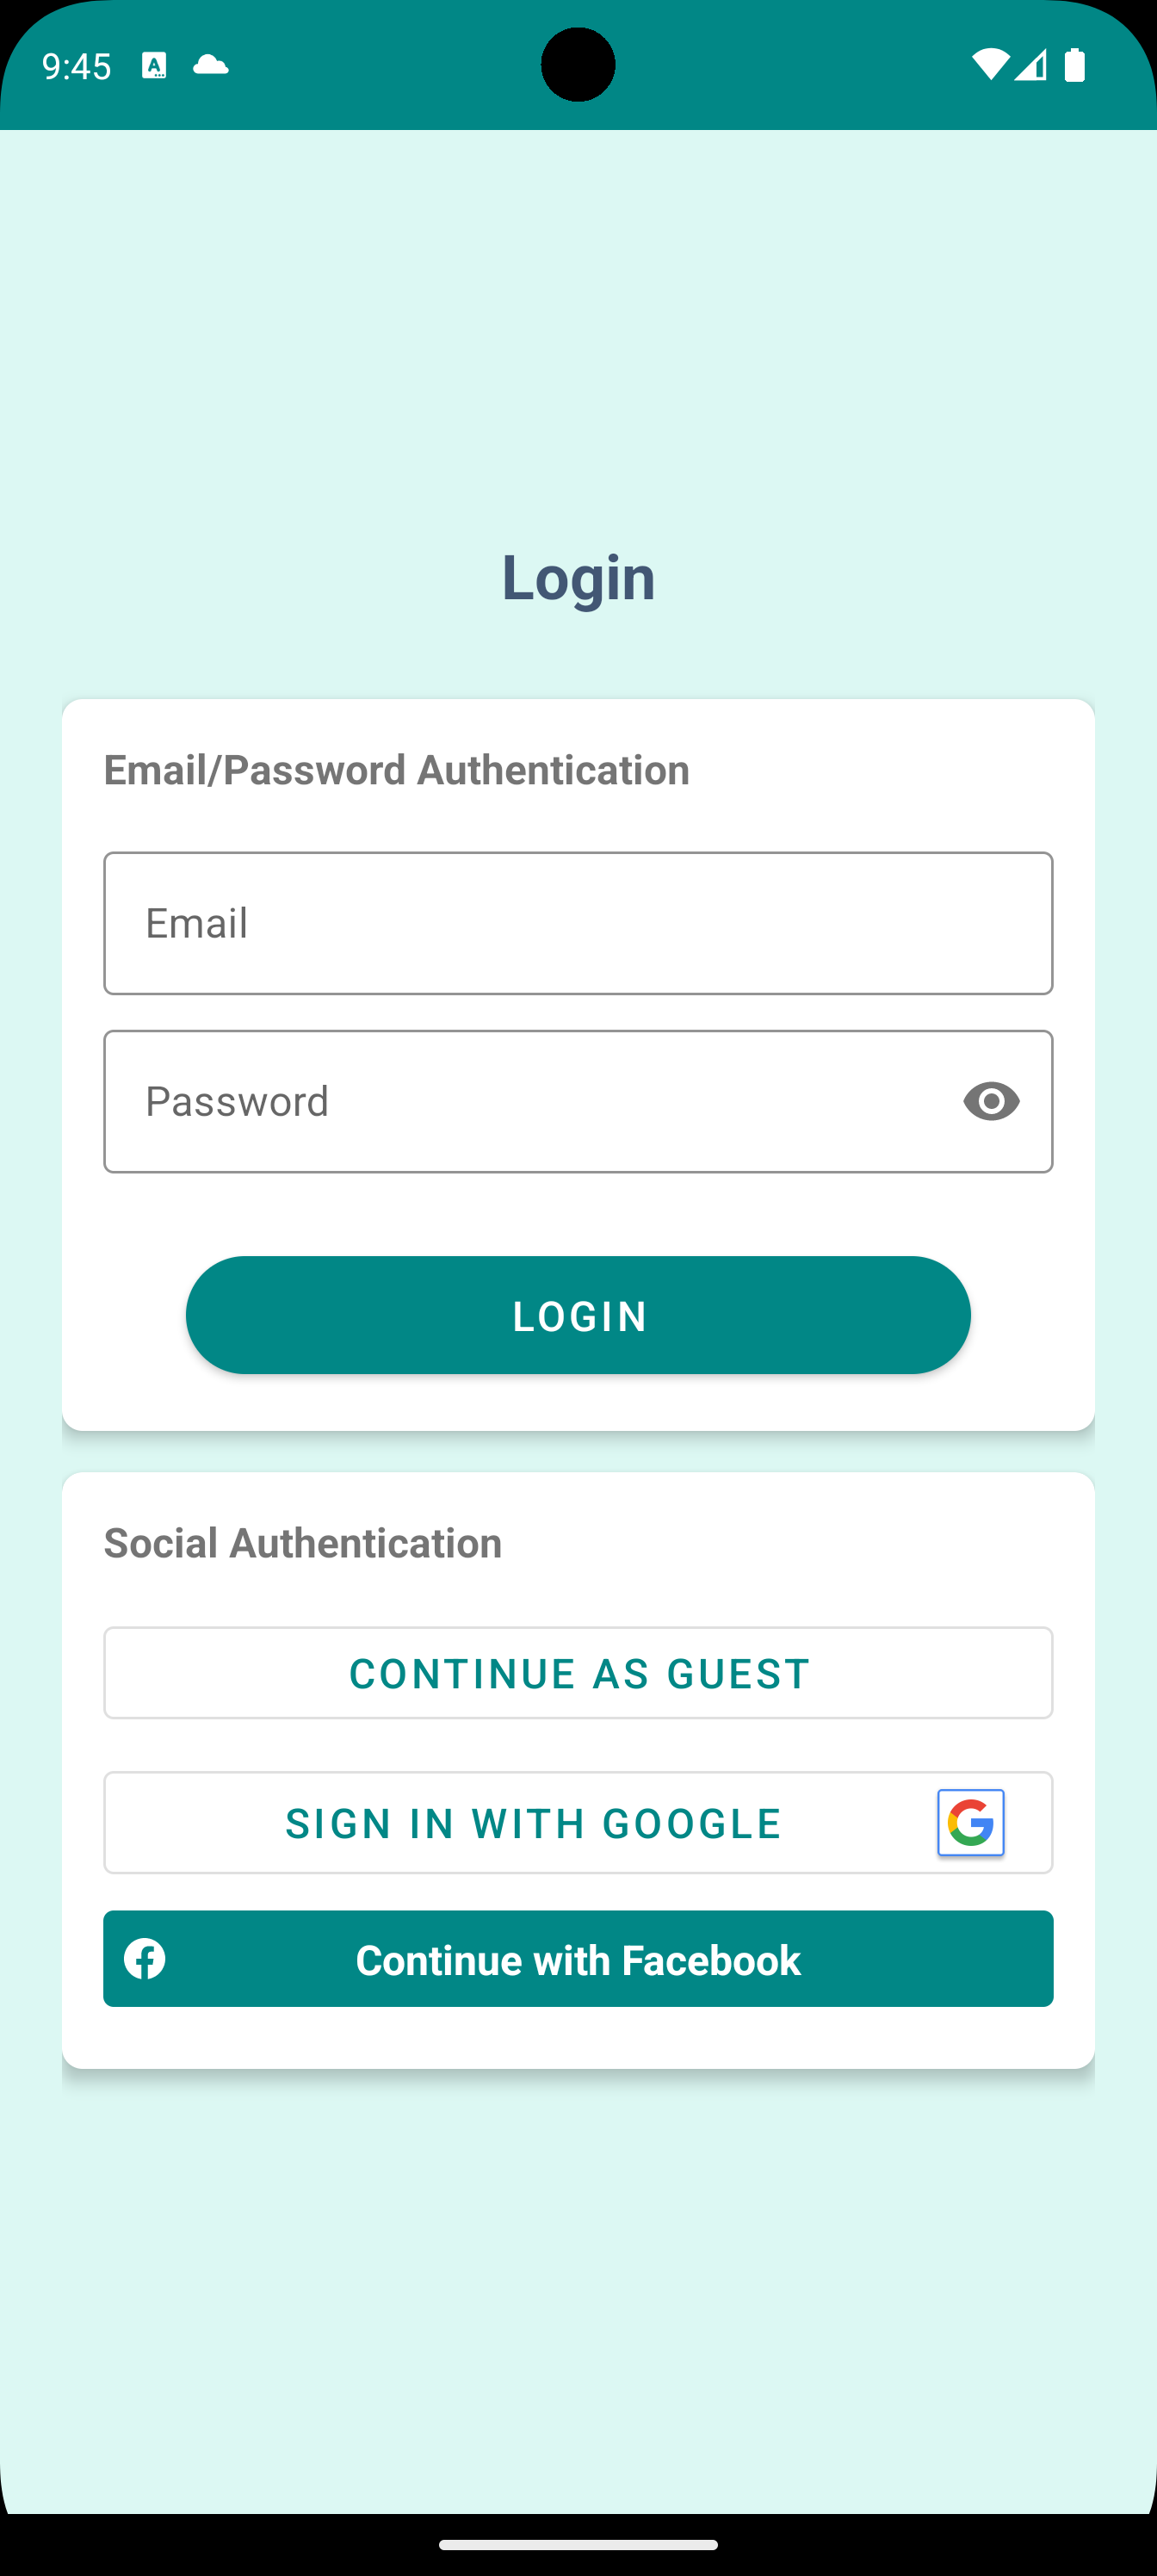 9:45
Login
Email/Password Authentication
Email
Password
LOGIN
Social Authentication
CONTINUE AS GUEST
SIGN IN WITH GOOGLE
Continue with Facebook